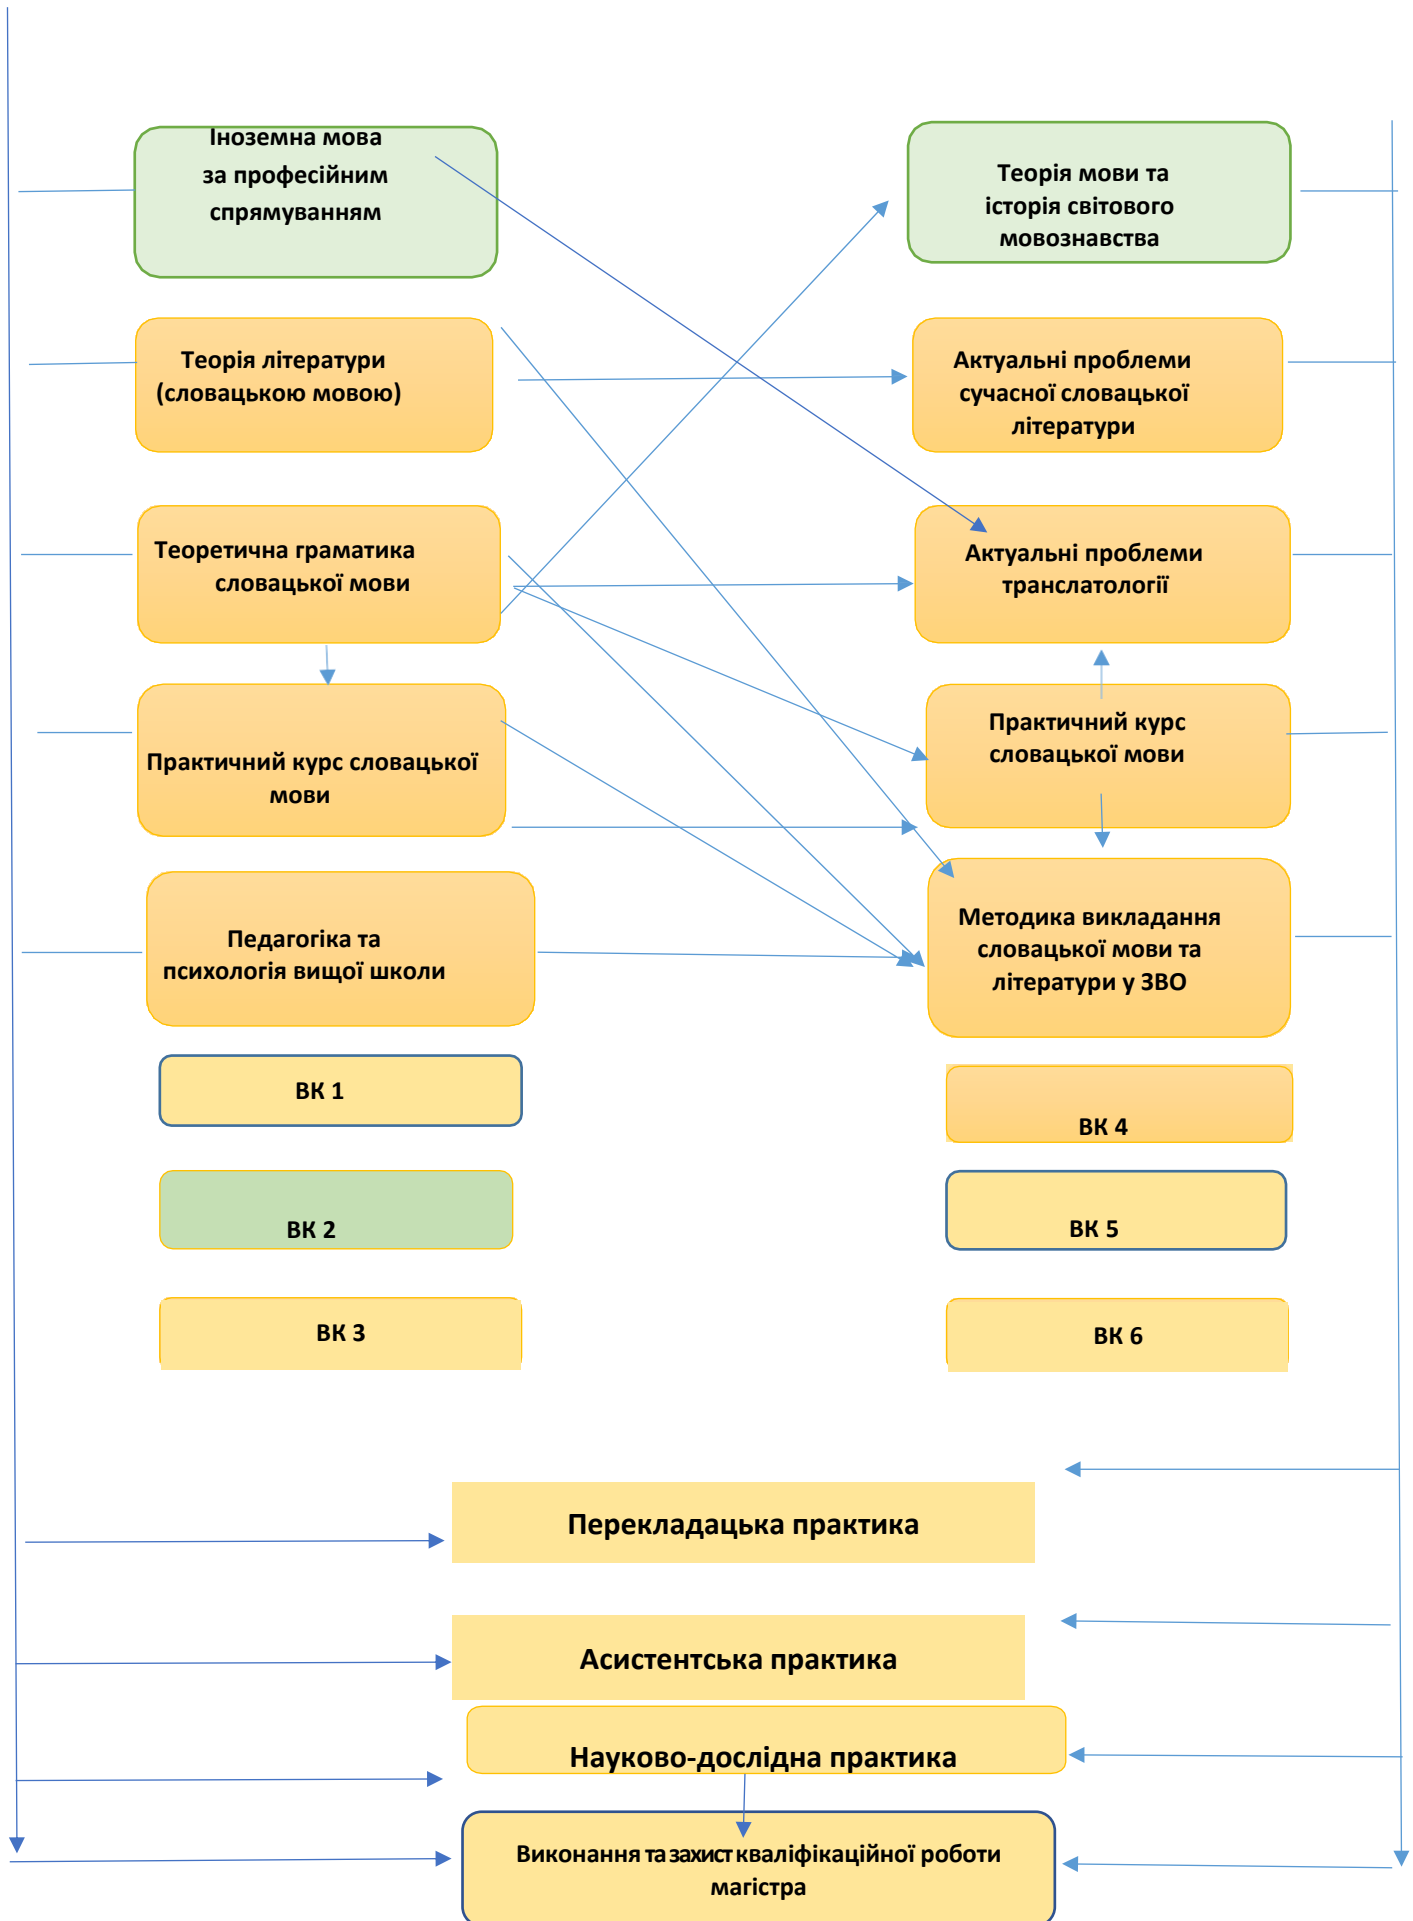 Іноземна мова
за професійним
спрямуванням
Теорія мови та
історія світового
мовознавства
Теорія літератури
(словацькою мовою)
Актуальні проблеми
сучасної словацької
літератури
Теоретична граматика
словацької мови
Актуальні проблеми
транслатології
Практичний курс словацької
мови
Практичний курс
словацької мови
Педагогіка та
психологія вищої школи
Методика викладання
словацької мови та
літератури у ЗВО
ВК 1
ВК 4
ВК 2
ВК 5
ВК 3
ВК 6
Перекладацька практика
Асистентська практика
Науково-дослідна практика
Виконання та захист кваліфікаційної роботи
магістра